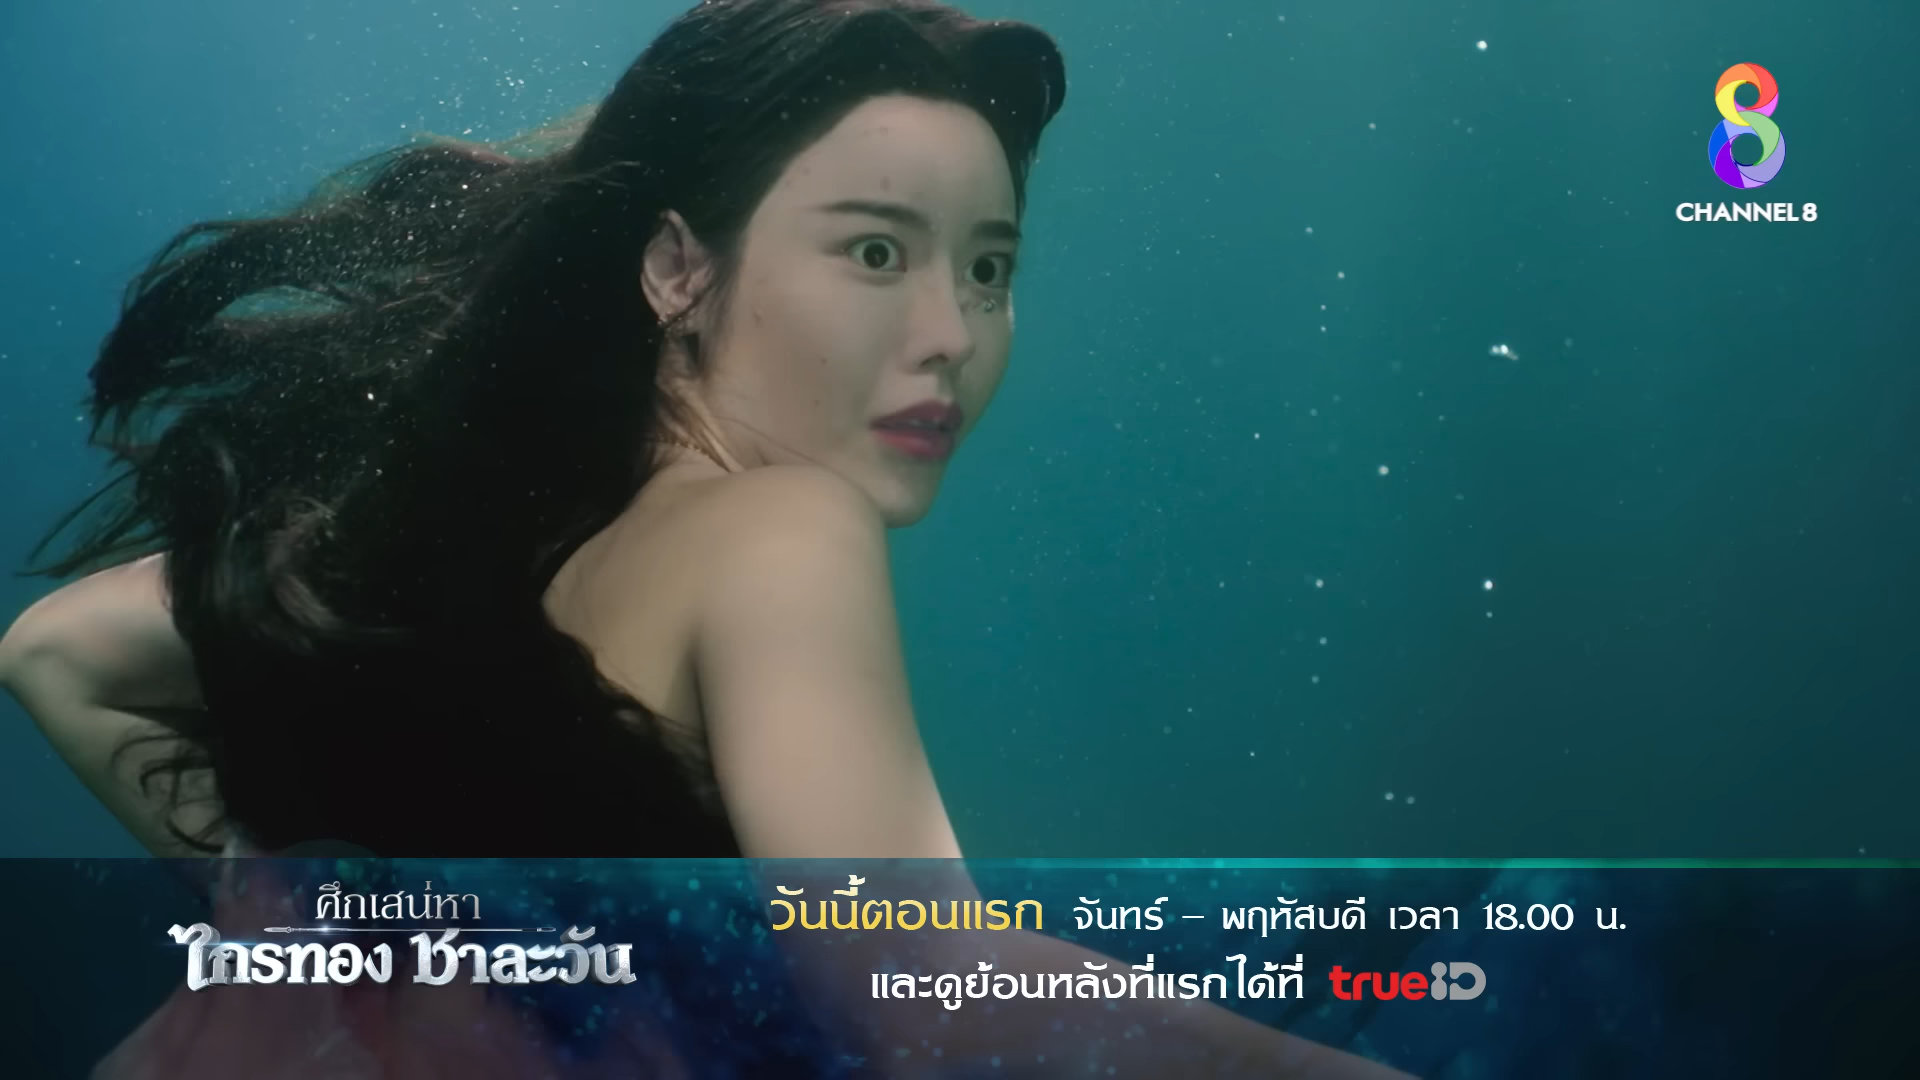 CHANNEL 8
ศึกเสน่หา
ไกรทอง ชาละวัน
วันนี้ตอนแรก จันทร์ – พฤหัสบดี เวลา 18.00 น.
และดูย้อนหลังที่แรกได้ที่ trueID